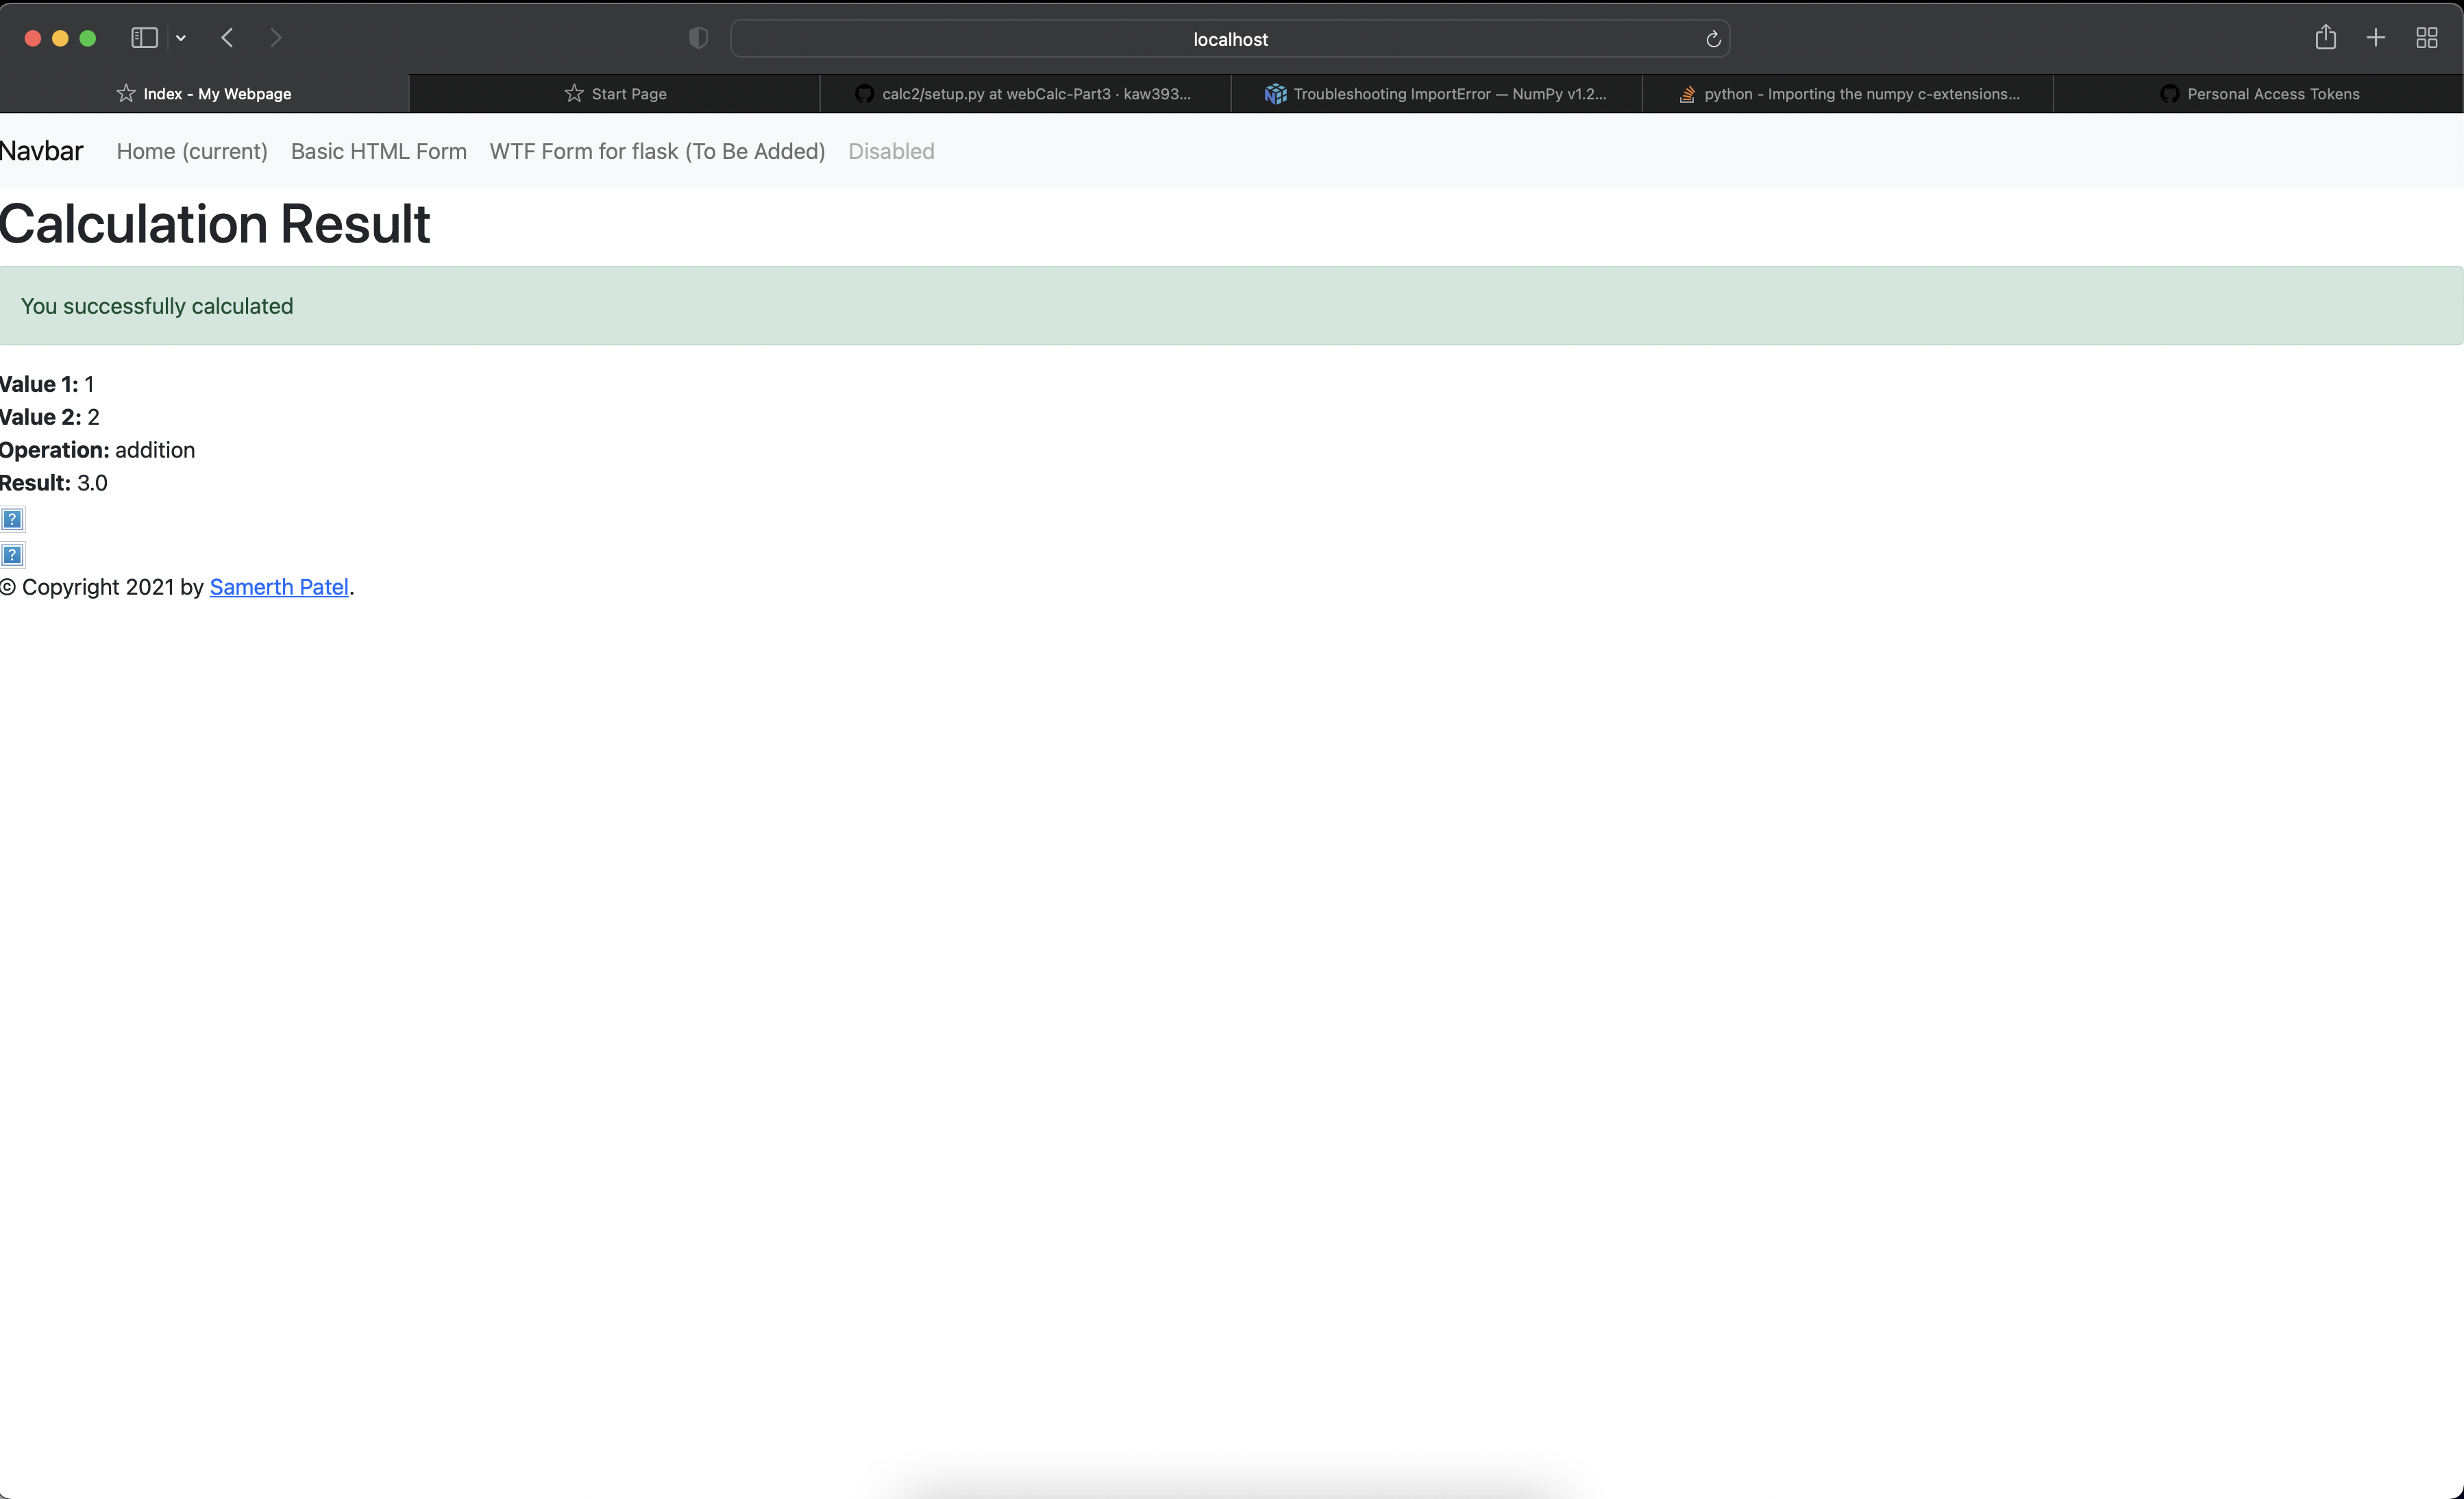 localhost
Index - My Webpage
Start Page
calc2/setup.py at webCalc-Part3 · kaw393...
Troubleshooting ImportError — NumPy v1.2...
python - Importing the numpy c-extensions...
Personal Access Tokens
Navbar Home (current) Basic HTML Form WTF Form for flask (To Be Added) Disabled
Calculation Result
You successfully calculated
Value 1: 1
Value 2: 2
Operation: addition
Result: 3.0
?
?
© Copyright 2021 by Samerth Patel.